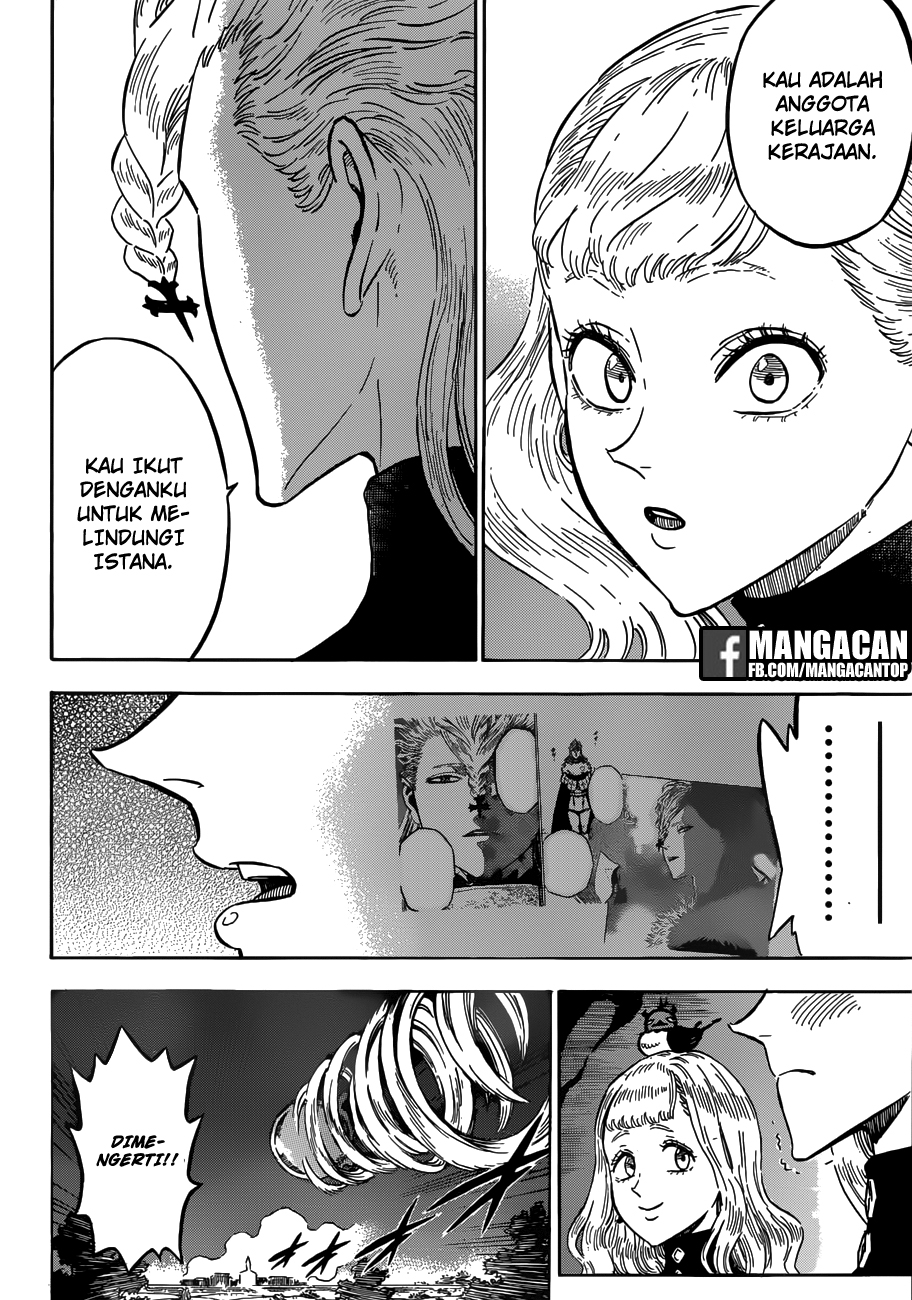 KAU ADALAH
ANGGOTA
KELUARGA
KERAJAAN.
KAU IKUT
DENGANKU
UNTUK ME-
LINDUNGI
ISTANA.
f MANGACAN
FB.COM/MANGACANTOP
DIME-
NGERTI!!